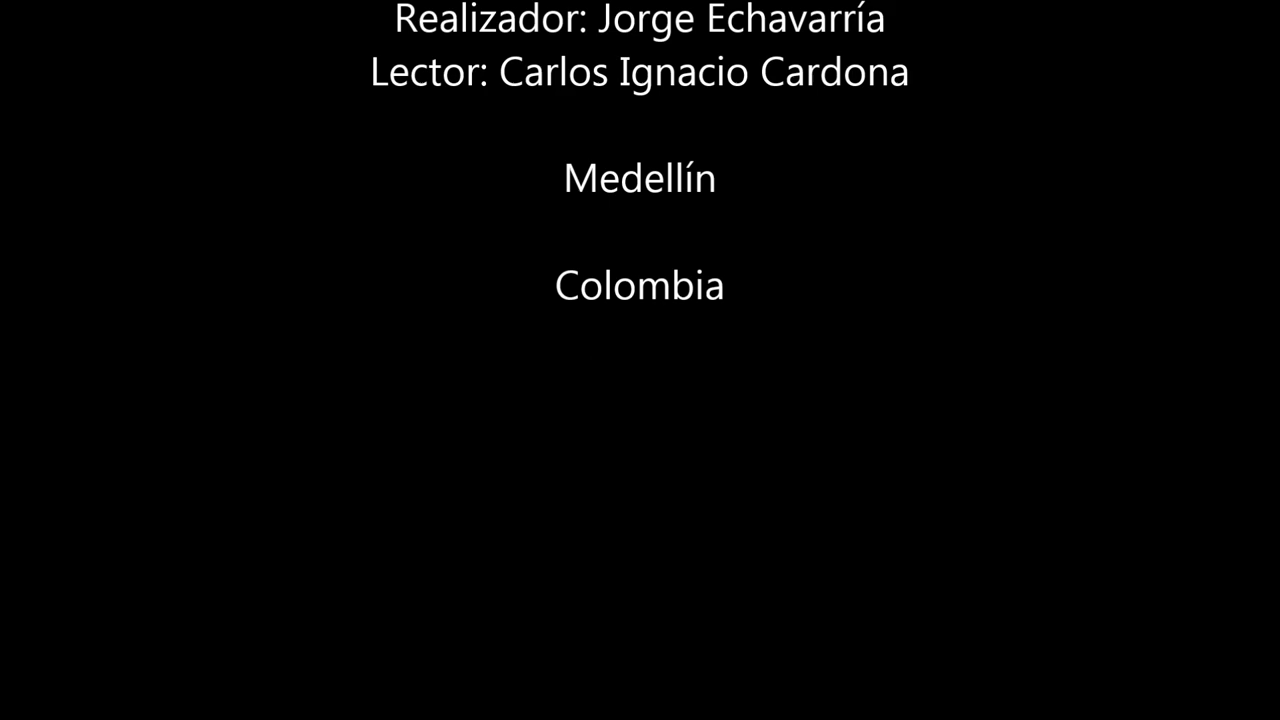 Realizador: Jorge Echavarría
Lector: Carlos Ignacio Cardona
Medellín
Colombia